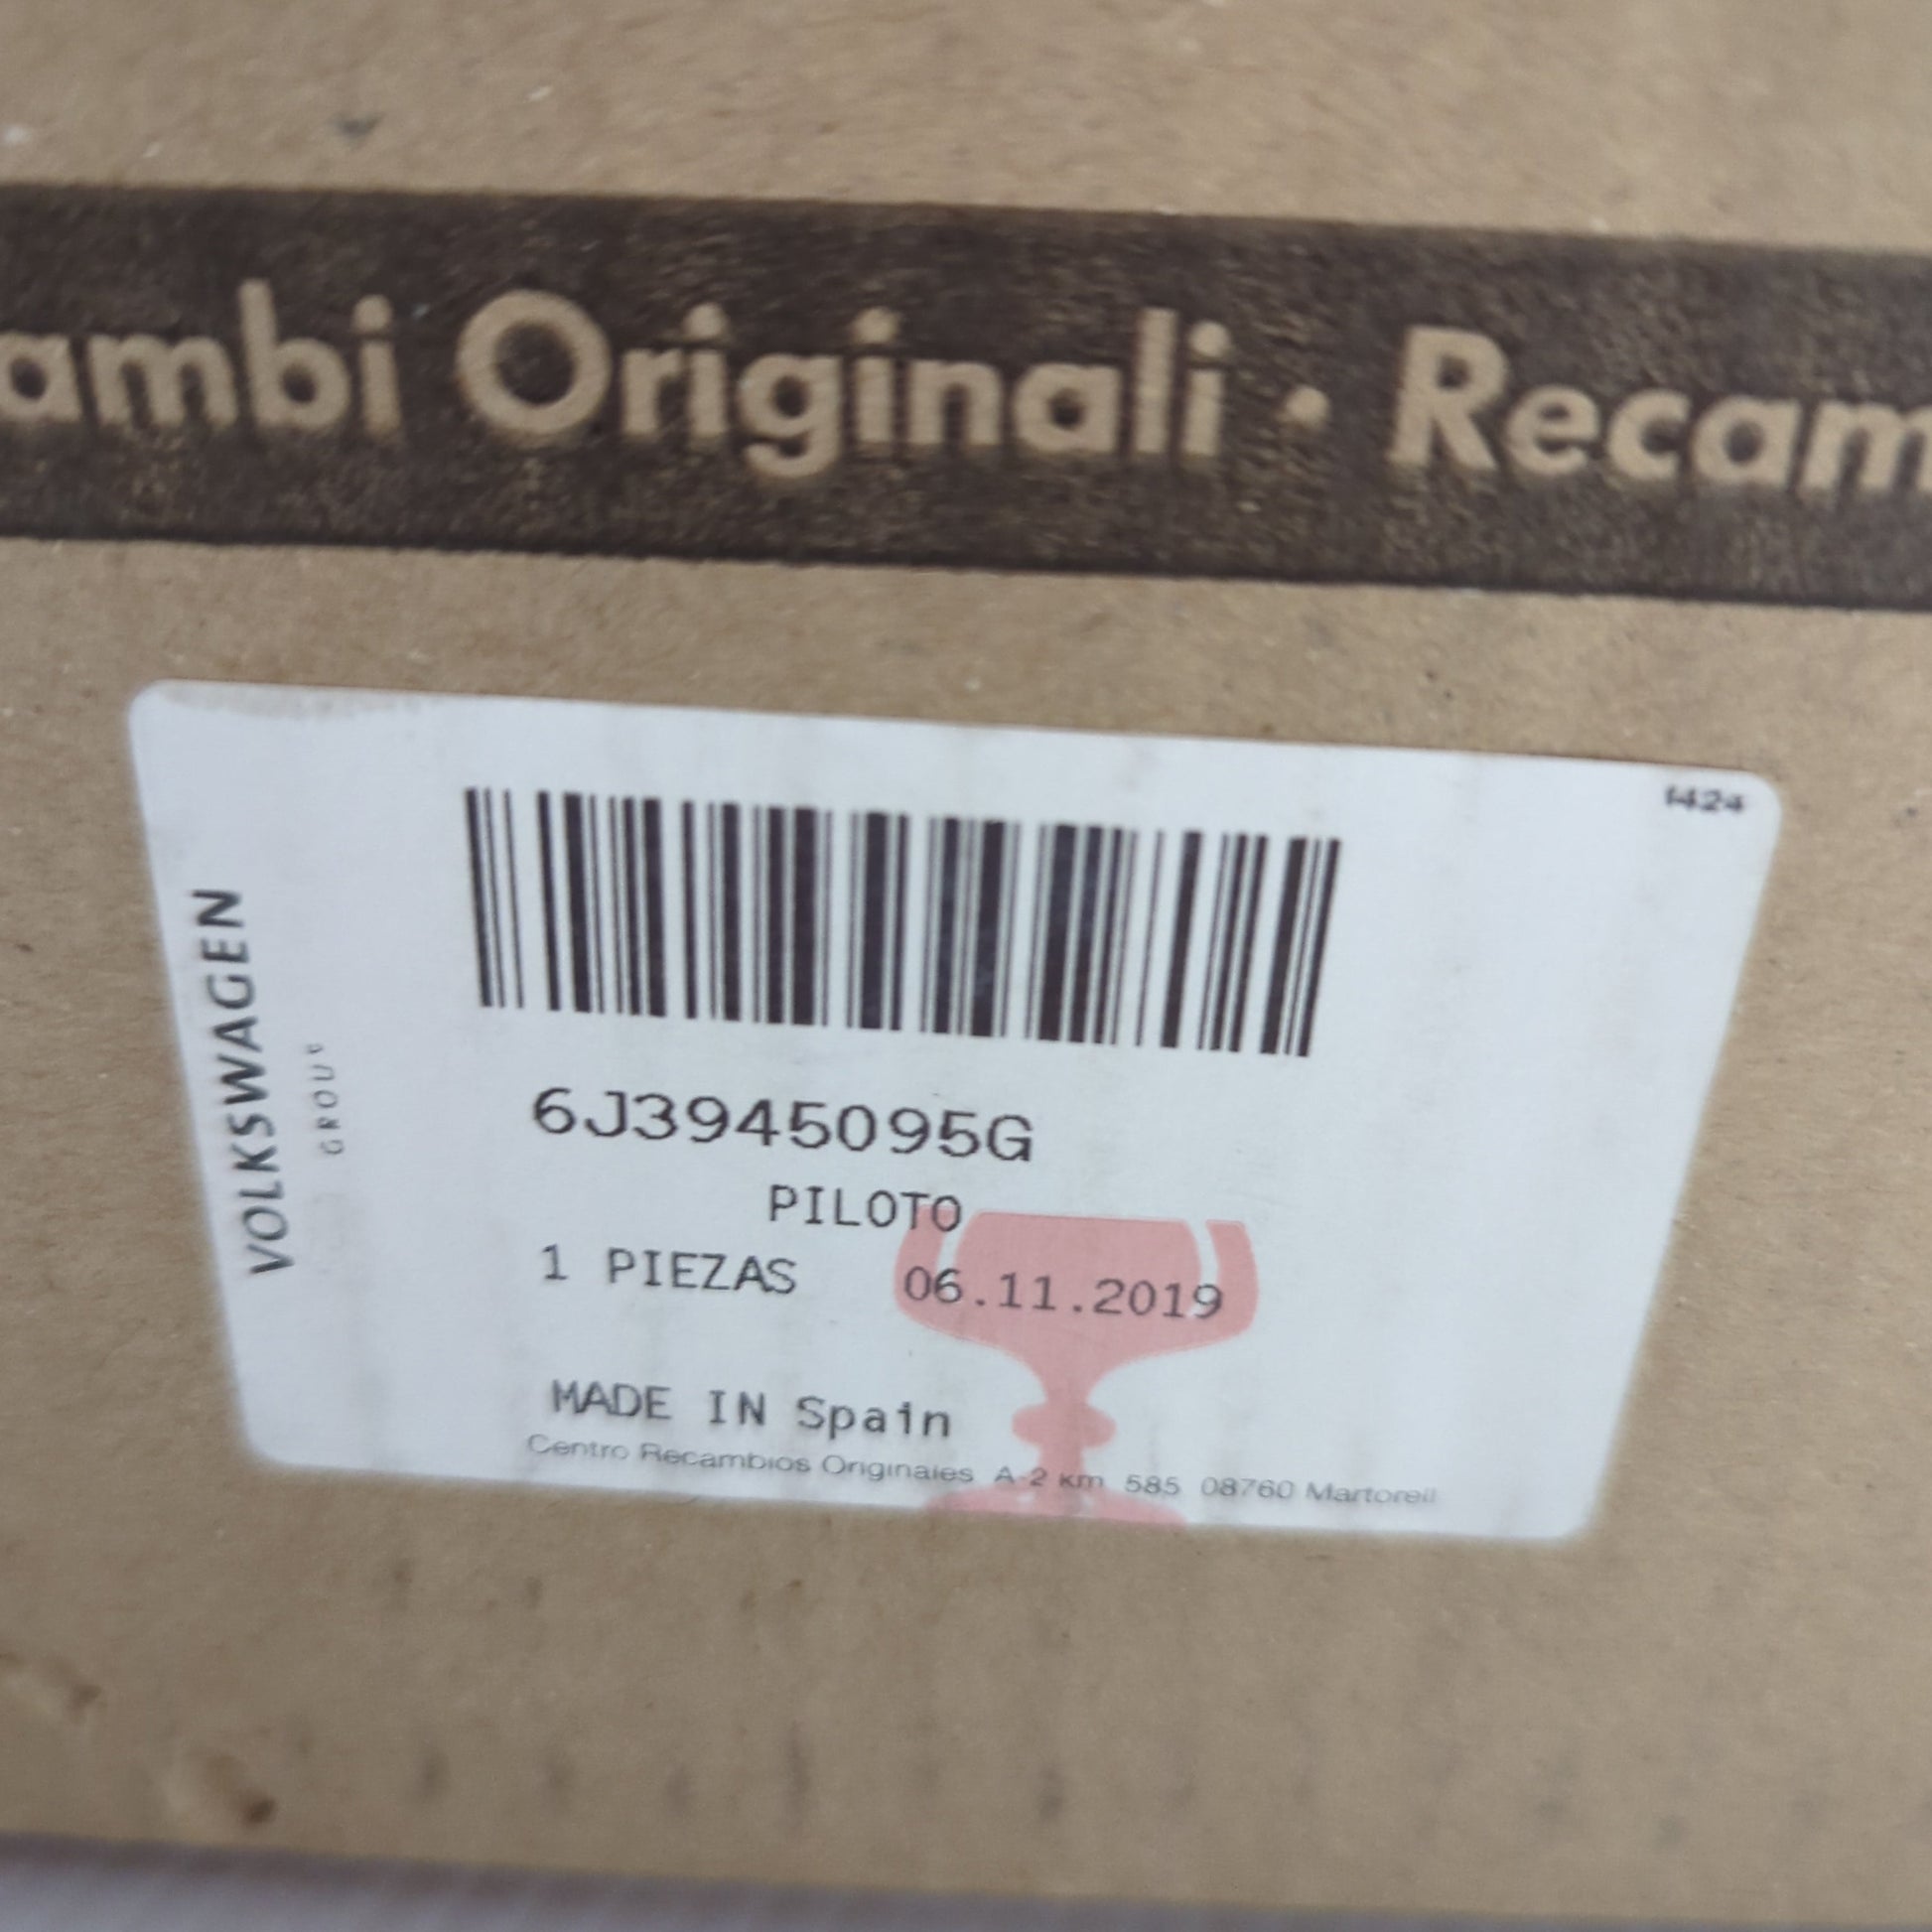 ambi Originali • Recam
1424
VOLKSWAGEN
GROUP
6J3945095G
PILOTO
1 PIEZAS 06.11.2019
MADE IN Spain
Centro Recambios Originales A-2 km 585 08760 Martorell